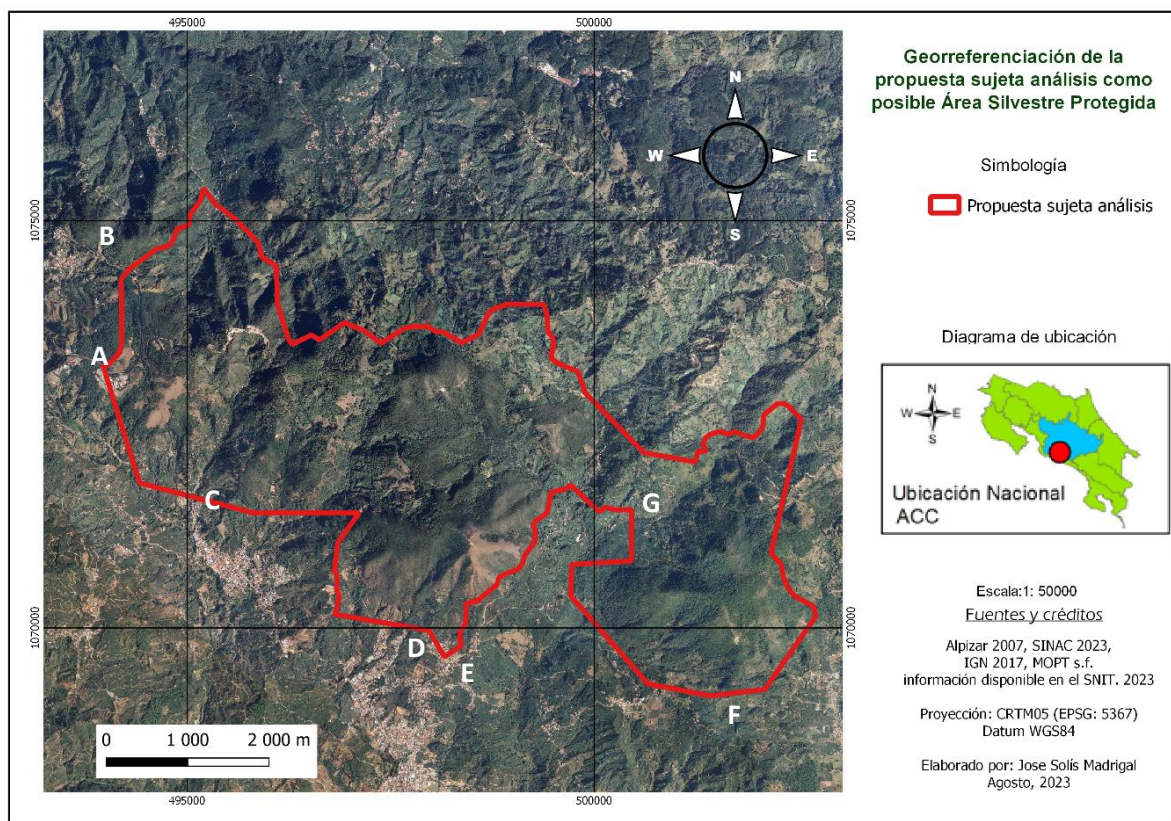 495000
500000
1075000
1075000
1070000
1070000
B
A
C
D
E
F
G
0 1 000 2 000 m
495000
500000
N
W E
S
Georreferenciación de la
propuesta sujeta análisis como
posible Área Silvestre Protegida
Simbología
Propuesta sujeta análisis
Diagrama de ubicación
N
W E
S
Ubicación Nacional
ACC
Escala:1: 50000
Fuentes y créditos
Alpizar 2007, SINAC 2023,
IGN 2017, MOPT s.f.
información disponible en el SNIT. 2023
Proyección: CRTM05 (EPSG: 5367)
Datum WGS84
Elaborado por: Jose Solís Madrigal
Agosto, 2023